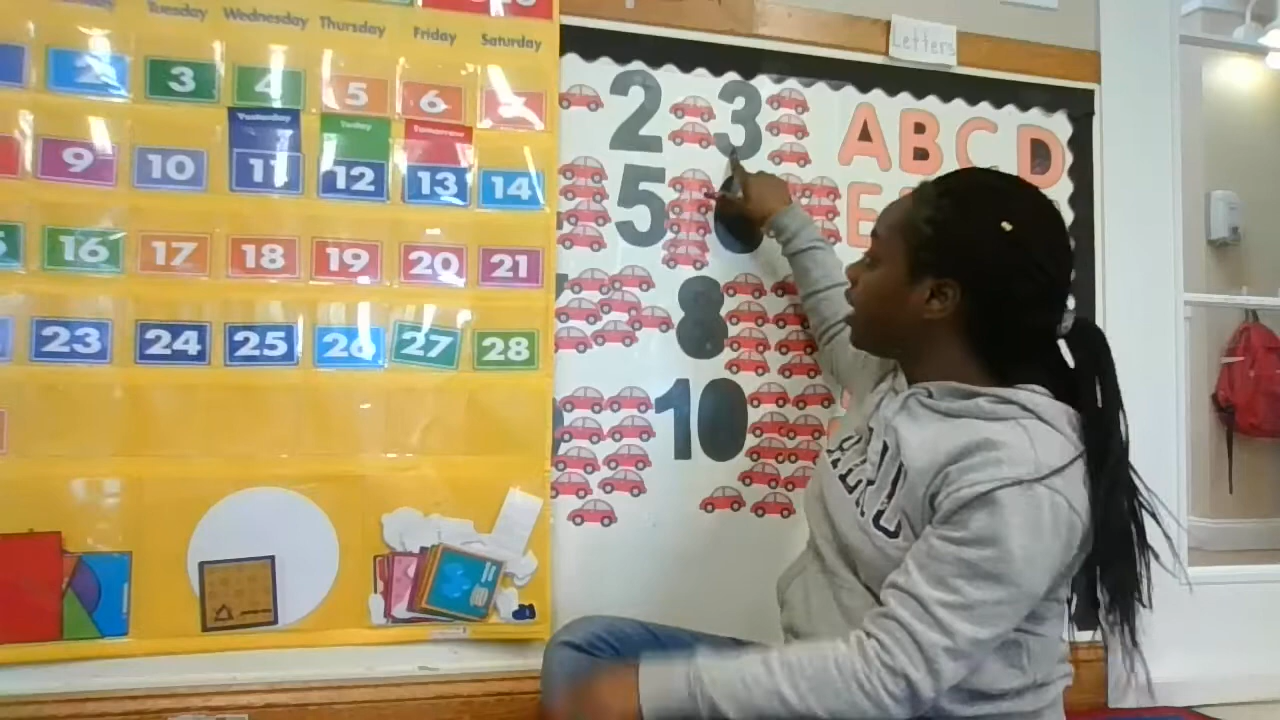 Tuesday Wednesday Thursday Friday Saturday
2 3 4 5 6
Yesterday Today Tomorrow
9 10 11 12 13 14
16 17 18 19 20 21
23 24 25 26 27 28
Letters
2 3
5
8
10
A B C D
E